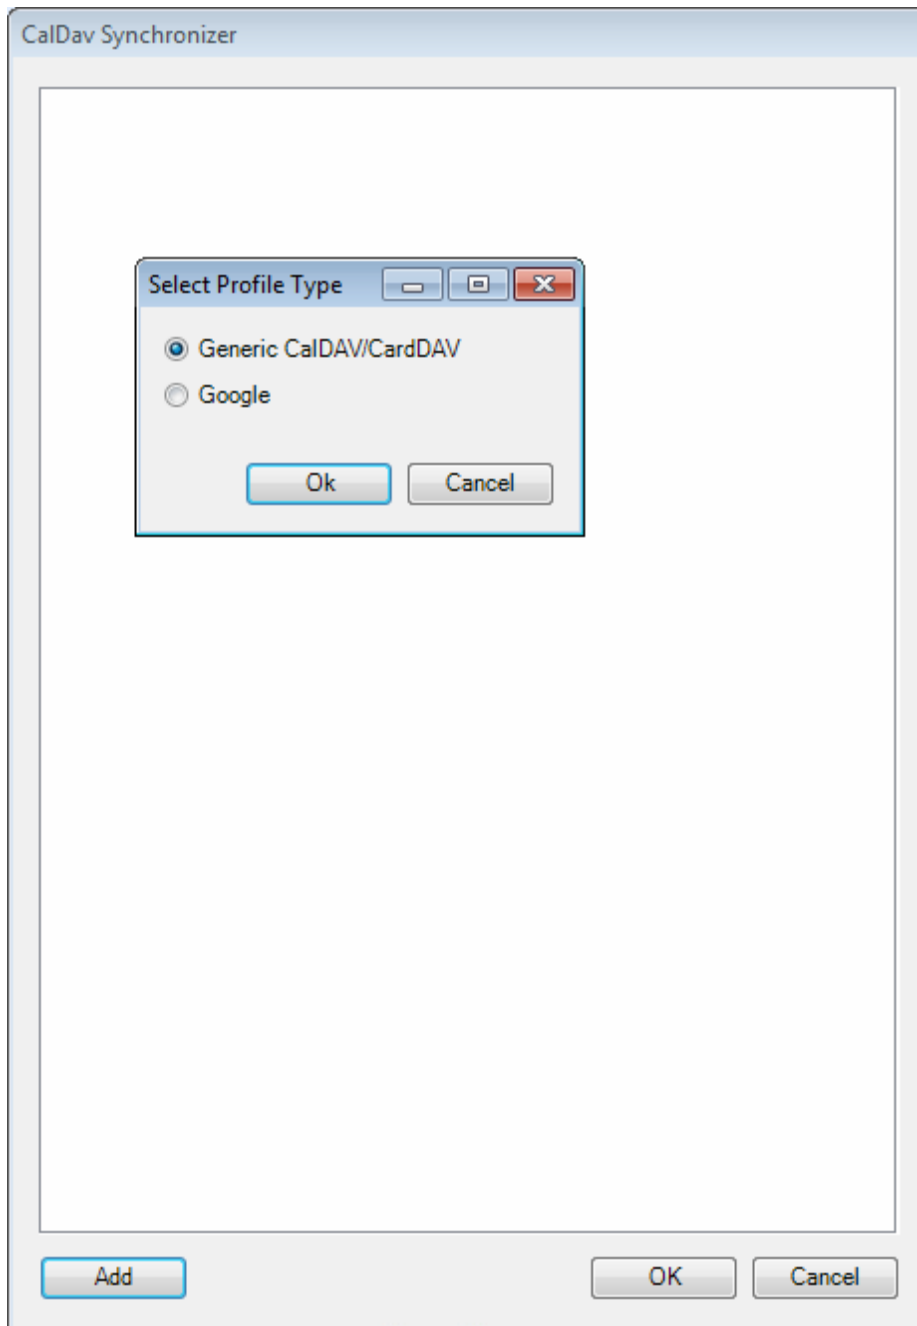 CalDav Synchronizer
Select Profile Type
Generic CalDAV/CardDAV
Google
Ok Cancel
Add OK Cancel